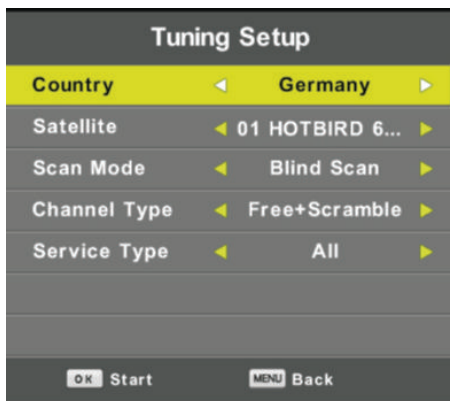 Tuning Setup
Country Germany
Satellite 01 HOTBIRD 6...
Scan Mode Blind Scan
Channel Type Free+Scramble
Service Type All
OK Start MENU Back